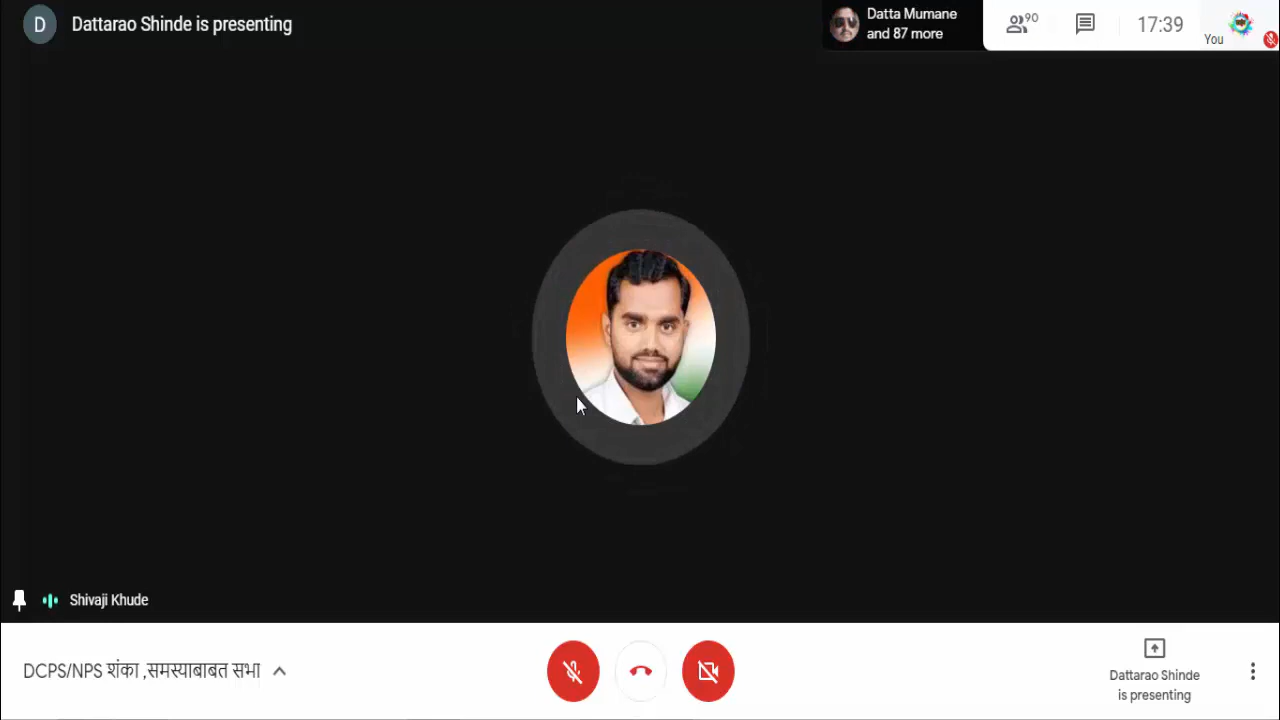 D
Dattarao Shinde is presenting
Datta Mumane
and 87 more
90
17:39
You
Shivaji Khude
DCPS/NPS शंका ,समस्याबाबत सभा
Dattarao Shinde
is presenting